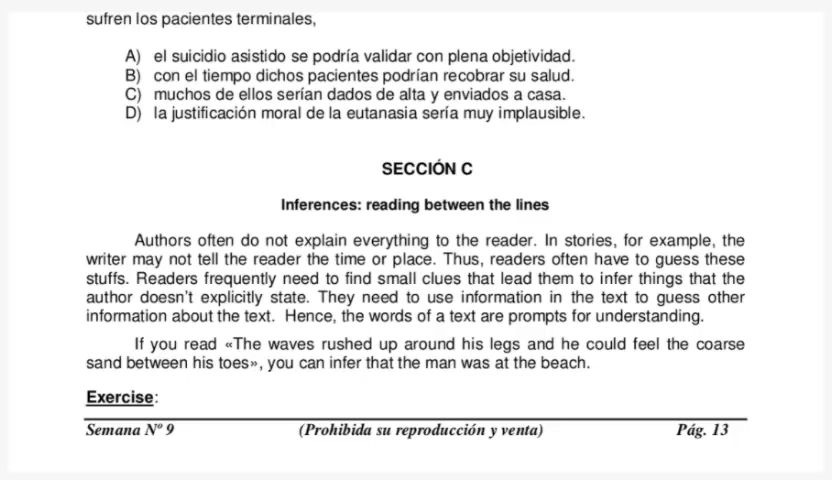 sufren los pacientes terminales,
A) el suicidio asistido se podría validar con plena objetividad.
B) con el tiempo dichos pacientes podrían recobrar su salud.
C) muchos de ellos serían dados de alta y enviados a casa.
D) la justificación moral de la eutanasia sería muy implausible.
SECCIÓN C
Inferences: reading between the lines
Authors often do not explain everything to the reader. In stories, for example, the
writer may not tell the reader the time or place. Thus, readers often have to guess these
stuffs. Readers frequently need to find small clues that lead them to infer things that the
author doesn't explicitly state. They need to use information in the text to guess other
information about the text. Hence, the words of a text are prompts for understanding.
If you read «The waves rushed up around his legs and he could feel the coarse
sand between his toes», you can infer that the man was at the beach.
Exercise:
Semana Nº 9 (Prohibida su reproducción y venta) Pág. 13